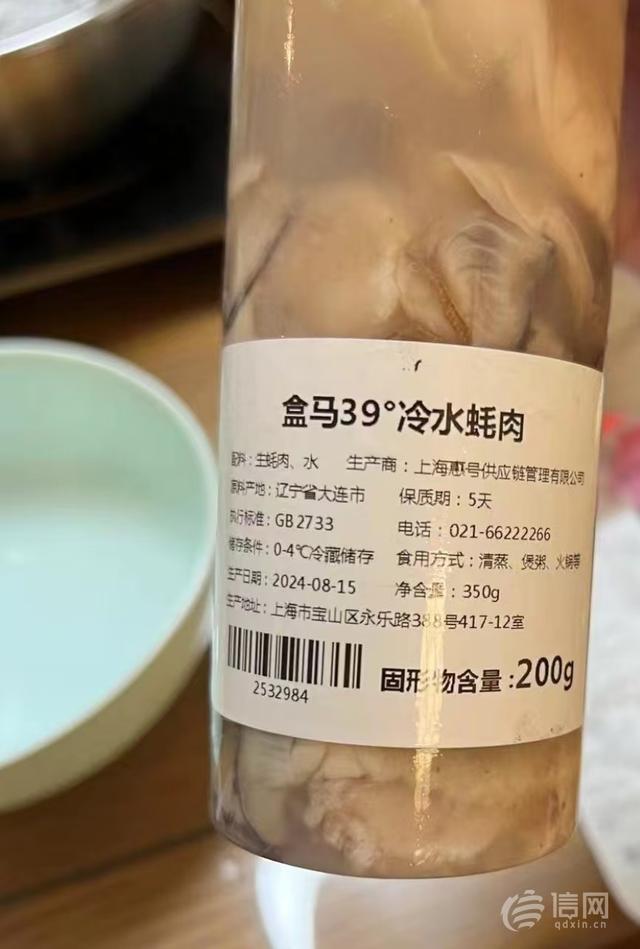 盒马39°冷水蚝肉
配料：生蚝肉、水 生产商：上海惠号供应链管理有限公司
原料产地：辽宁省大连市 保质期：5天
执行标准：GB 2733 电话：021-66222266
储存条件：0-4℃冷藏储存 食用方式：清蒸、煲粥、火锅等
生产日期：2024-08-15 净含量：350g
生产地址：上海市宝山区永乐路388号417-12室
2532984 固形物含量：200g
信网
qdxin.cn